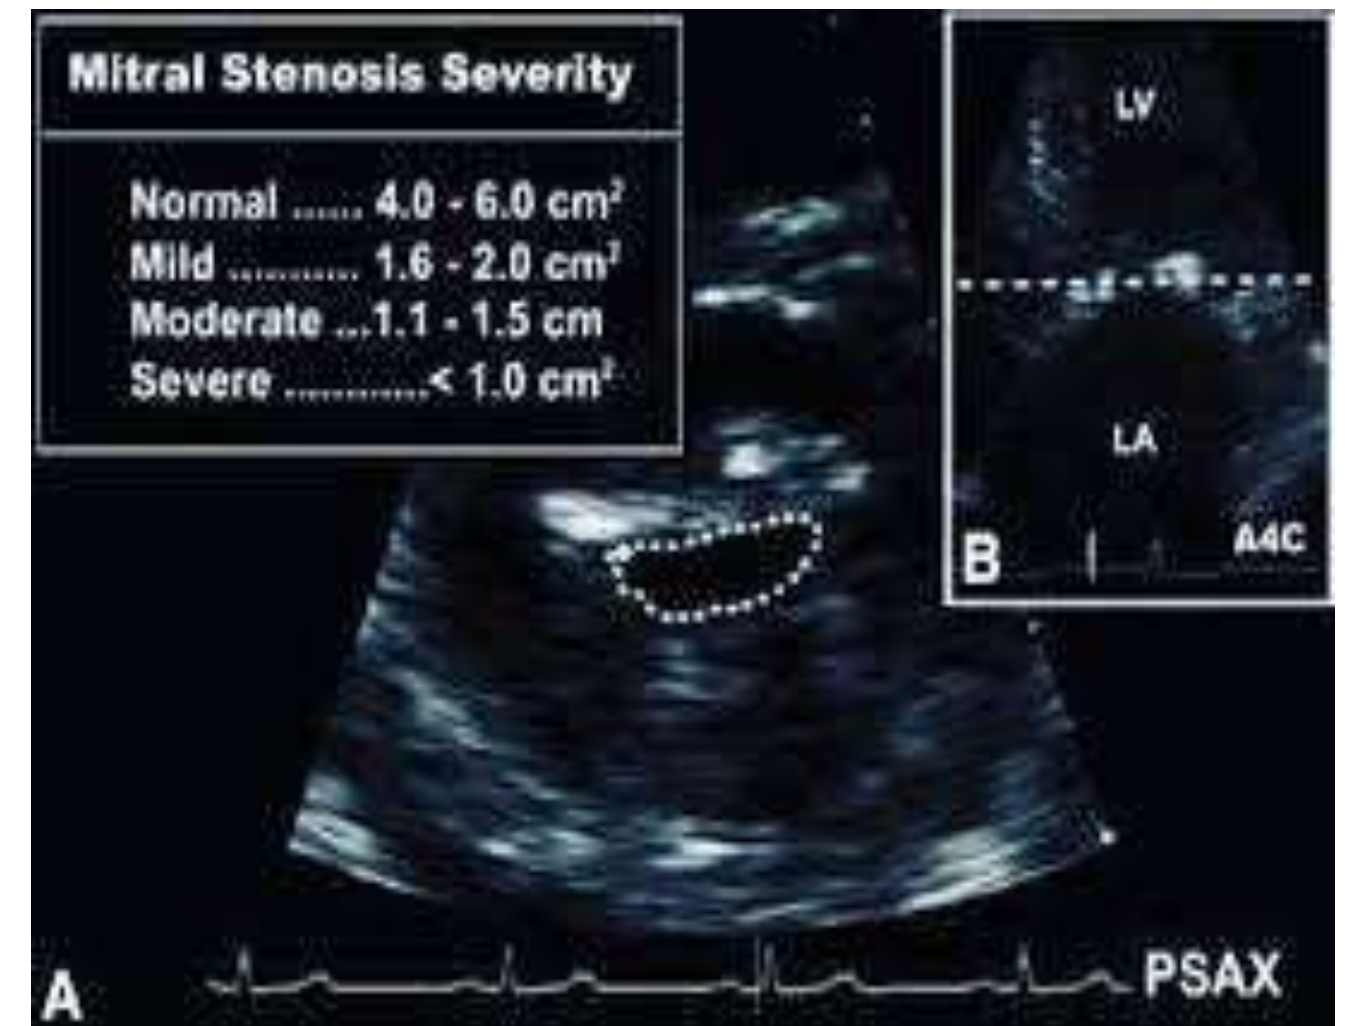 Mitral Stenosis Severity
Normal ...... 4.0 - 6.0 cm²
Mild ........... 1.6 - 2.0 cm²
Moderate ...1.1 - 1.5 cm
Severe ............< 1.0 cm²
LV
LA
A4C
B
A
PSAX